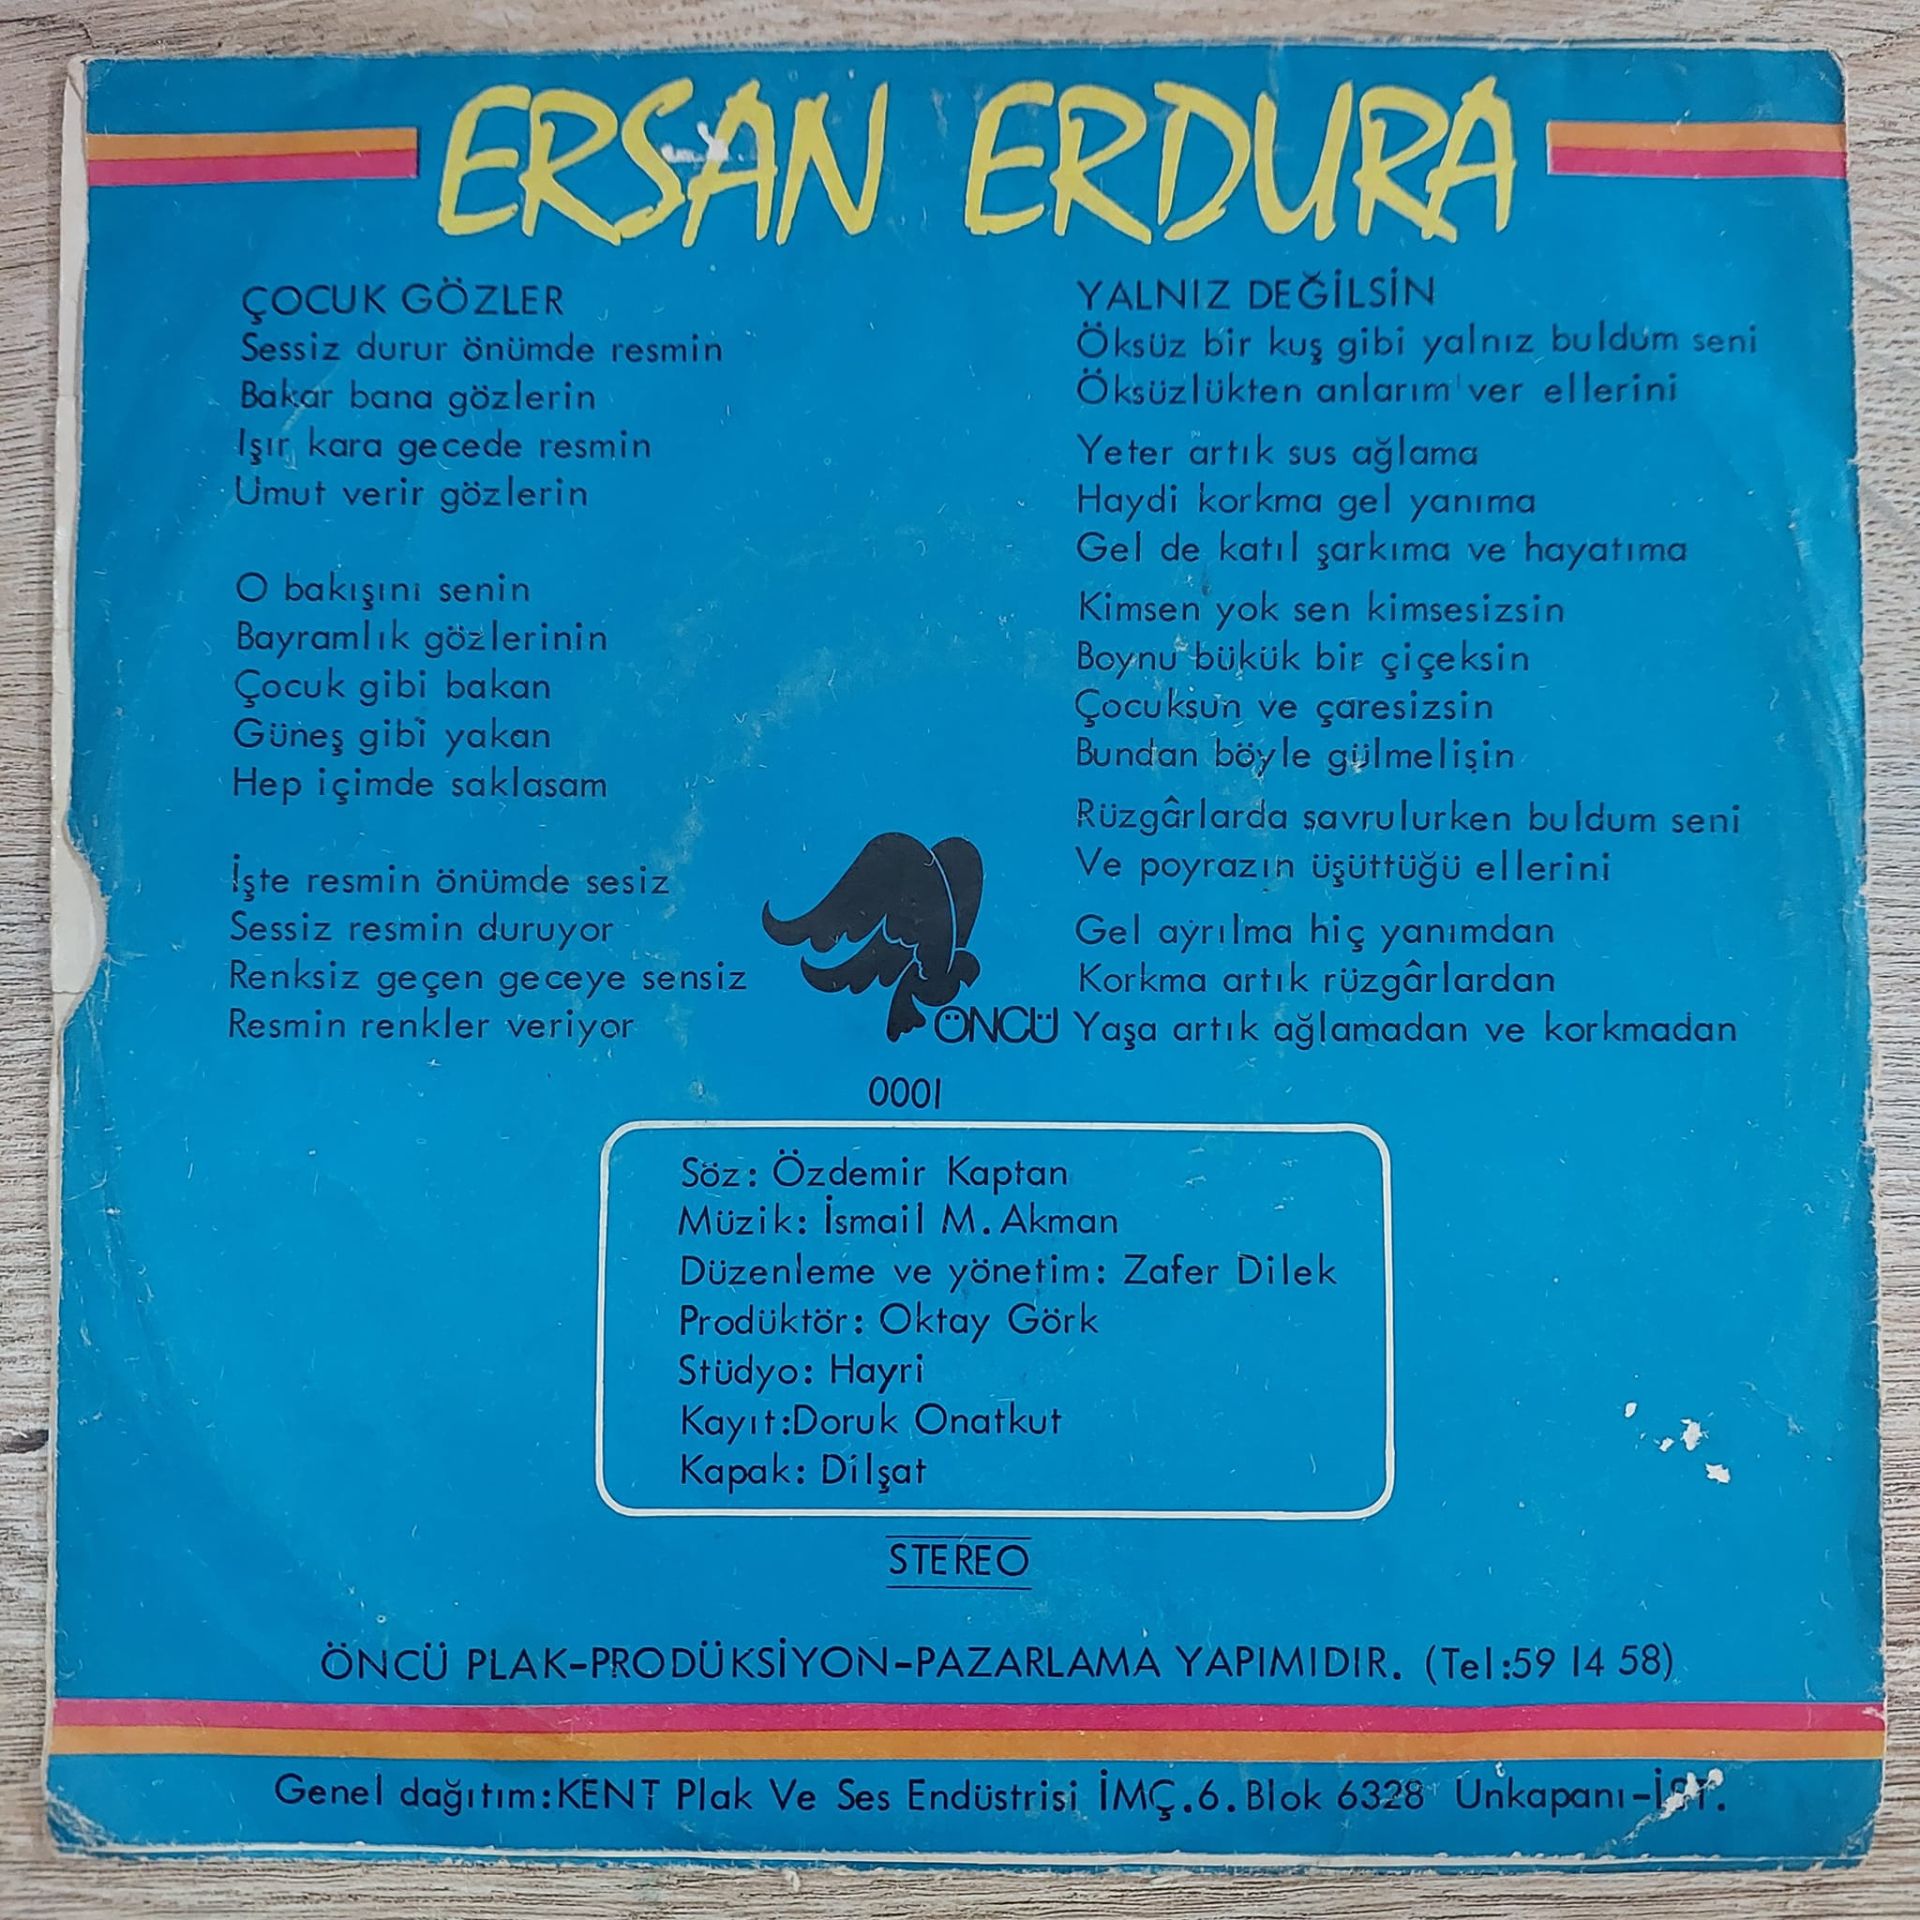 ERSAN ERDURA
ÇOCUK GÖZLER
Sessiz durur önümde resmin
Bakar bana gözlerin
Işır kara gecede resmin
Umut verir gözlerin
O bakışını senin
Bayramlık gözlerinin
Çocuk gibi bakan
Güneş gibi yakan
Hep içimde saklasam
İşte resmin önümde sesiz
Sessiz resmin duruyor
Renksiz geçen geceye sensiz
Resmin renkler veriyor
YALNIZ DEĞİLSİN
Öksüz bir kuş gibi yalnız buldum seni
Öksüzlükten anlarım ver ellerini
Yeter artık sus ağlama
Haydi korkma gel yanıma
Gel de katıl şarkıma ve hayatıma
Kimsen yok sen kimsesizsin
Boynu bükük bir çiçeksin
Çocuksun ve çaresizsin
Bundan böyle gülmelişin
Rüzgârlarda savrulurken buldum seni
Ve poyrazın üşüttüğü ellerini
Gel ayrılma hiç yanımdan
Korkma artık rüzgârlardan
Yaşa artık ağlamadan ve korkmadan
ÖNCÜ
0001
Söz: Özdemir Kaptan
Müzik: İsmail M. Akman
Düzenleme ve yönetim: Zafer Dilek
Prodüktör: Oktay Görk
Stüdyo: Hayri
Kayıt:Doruk Onatkut
Kapak: Dilşat
STEREO
ÖNCÜ PLAK-PRODÜKSİYON-PAZARLAMA YAPIMIDIR. (Tel:59 14 58)
Genel dağıtım:KENT Plak Ve Ses Endüstrisi İMÇ.6. Blok 6328 Unkapanı-İST.